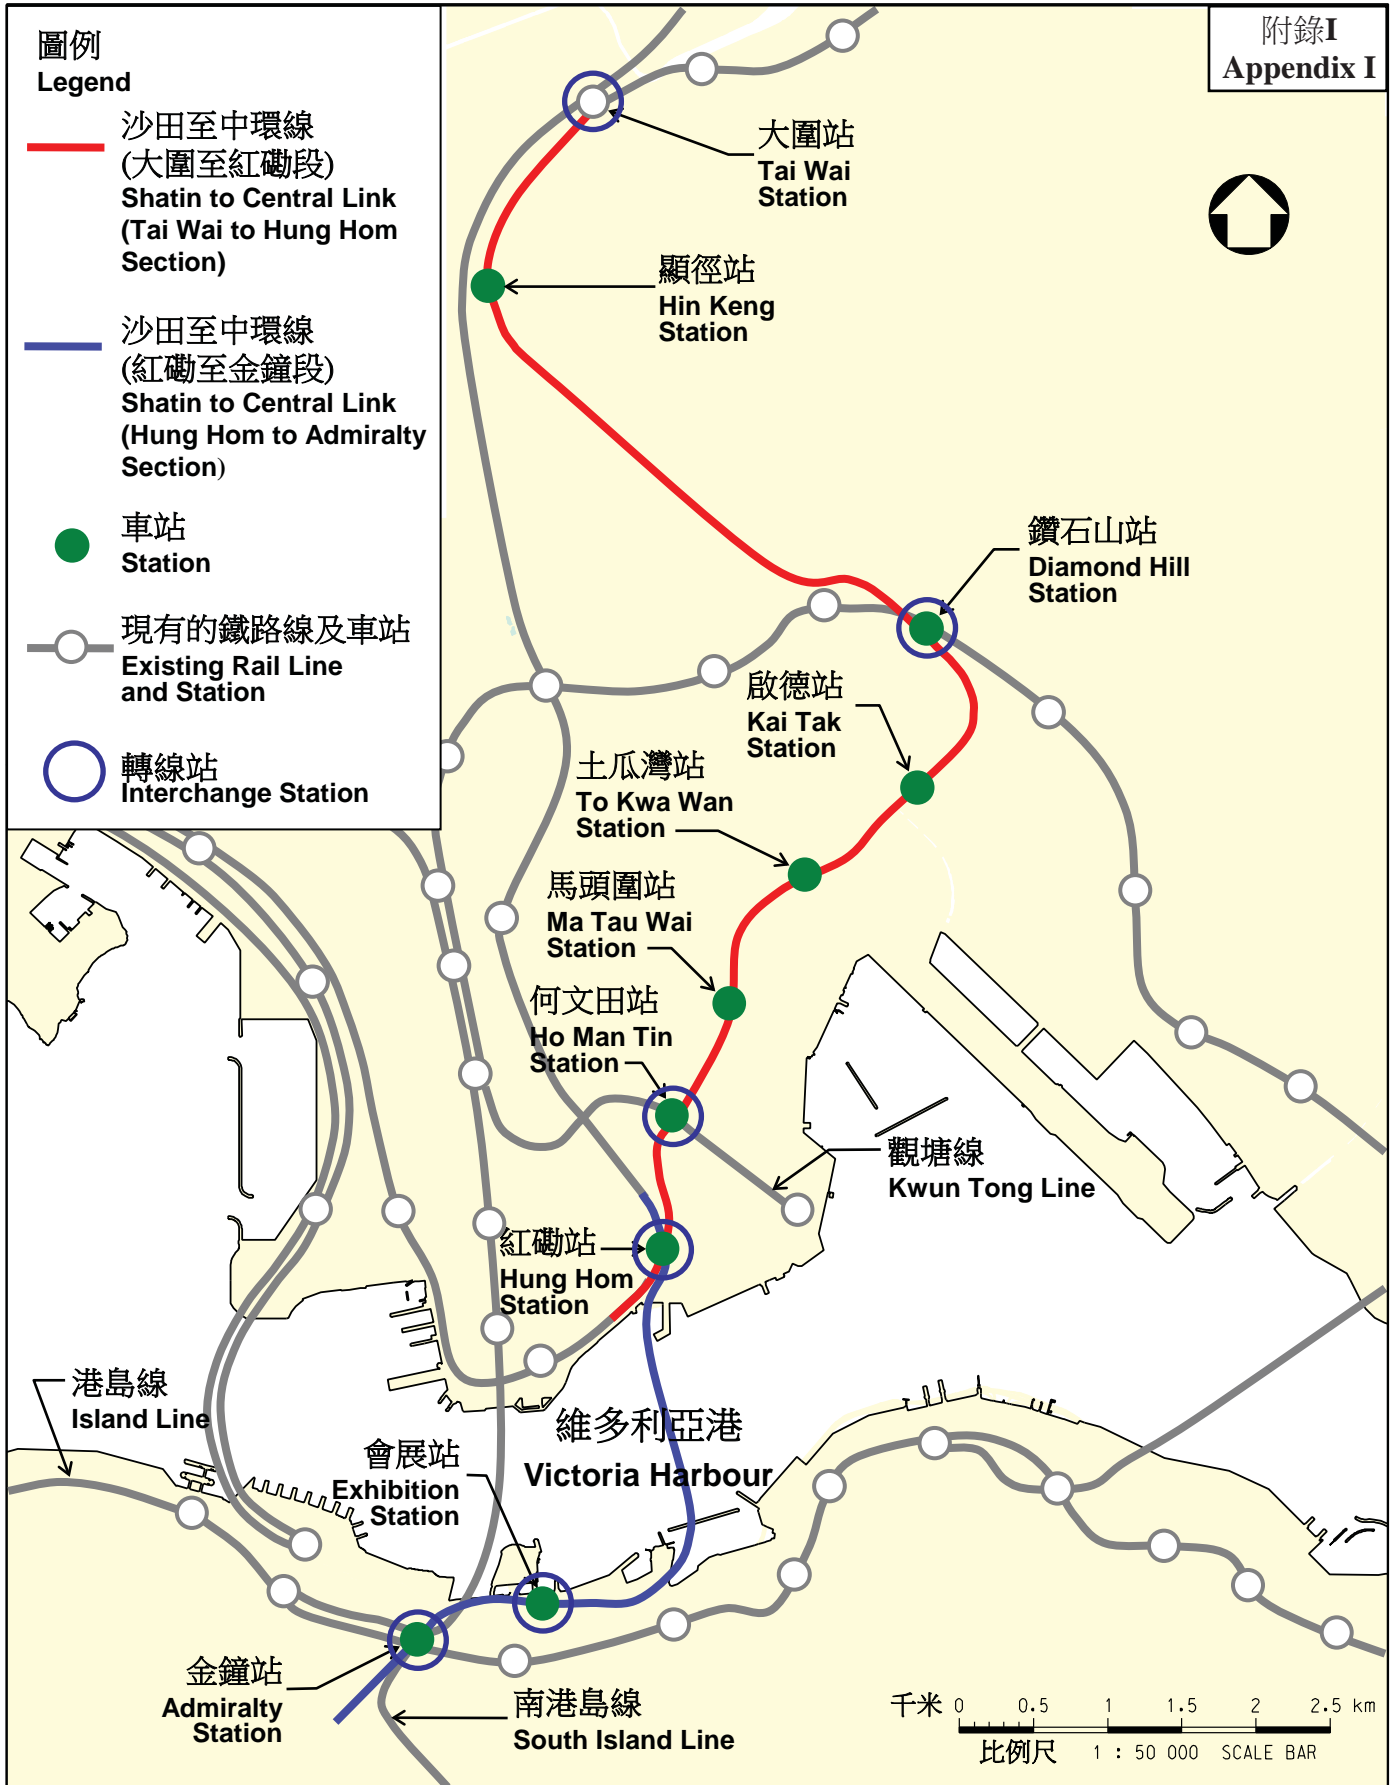 附錄I
Appendix I
圖例
Legend
沙田至中環線
(大圍至紅磡段)
Shatin to Central Link
(Tai Wai to Hung Hom
Section)
沙田至中環線
(紅磡至金鐘段)
Shatin to Central Link
(Hung Hom to Admiralty
Section)
車站
Station
現有的鐵路線及車站
Existing Rail Line
and Station
轉線站
Interchange Station
大圍站
Tai Wai
Station
顯徑站
Hin Keng
Station
鑽石山站
Diamond Hill
Station
啟德站
Kai Tak
Station
土瓜灣站
To Kwa Wan
Station
馬頭圍站
Ma Tau Wai
Station
何文田站
Ho Man Tin
Station
觀塘線
Kwun Tong Line
紅磡站
Hung Hom
Station
港島線
Island Line
維多利亞港
Victoria Harbour
會展站
Exhibition
Station
金鐘站
Admiralty
Station
南港島線
South Island Line
千米 0 0.5 1 1.5 2 2.5 km
比例尺 1 : 50 000 SCALE BAR